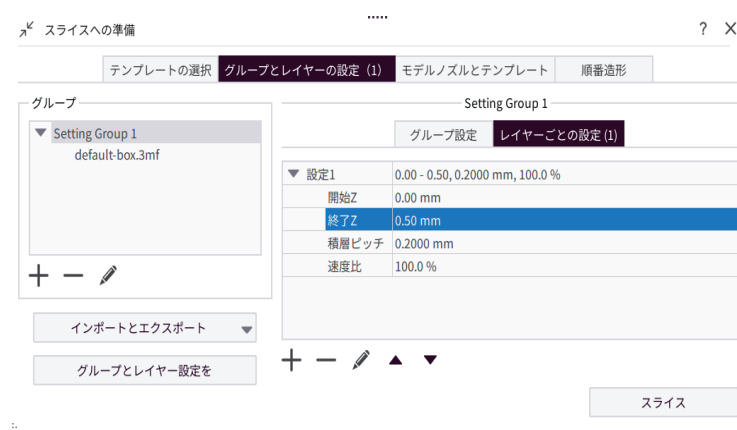 スライスへの準備
?
テンプレートの選択 グループとレイヤーの設定 (1) モデルノズルとテンプレート 順番造形
グループ
Setting Group 1
default-box.3mf
インポートとエクスポート
グループとレイヤー設定を
Setting Group 1
グループ設定 レイヤーごとの設定 (1)
設定1 0.00 - 0.50, 0.2000 mm, 100.0 %
開始Z 0.00 mm
終了Z 0.50 mm
積層ピッチ 0.2000 mm
速度比 100.0 %
スライス